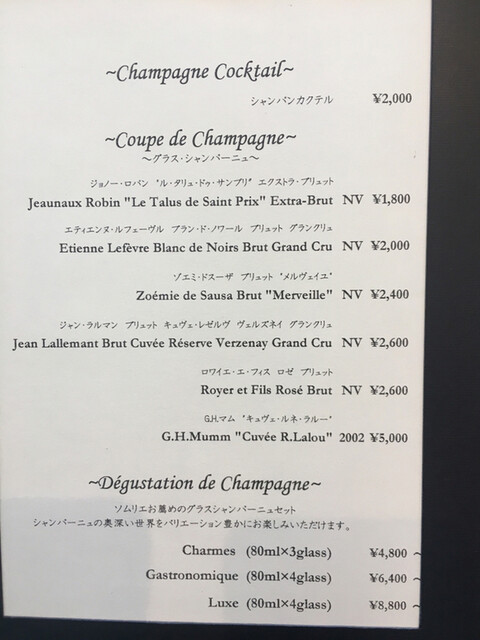 ~Champagne Cocktail~
シャンパンカクテル ¥2,000
~Coupe de Champagne~
～グラス・シャンパーニュ～
ジョノー・ロバン “ル・タリュ・ドゥ・サンプリ” エクストラ・ブリュット
Jeaunaux Robin "Le Talus de Saint Prix" Extra-Brut NV ¥1,800
エティエンヌ・ルフェーヴル ブラン・ド・ノワール ブリュット グランクリュ
Etienne Lefèvre Blanc de Noirs Brut Grand Cru NV ¥2,000
ゾエミ・ドスーザ ブリュット “メルヴェイユ”
Zoémie de Sausa Brut "Merveille" NV ¥2,400
ジャン・ラルマン ブリュット キュヴェ・レゼルヴ ヴェルズネイ グランクリュ
Jean Lallemant Brut Cuvée Réserve Verzenay Grand Cru NV ¥2,600
ロワイエ・エ・フィス ロゼ ブリュット
Royer et Fils Rosé Brut NV ¥2,600
G.H.マム “キュヴェ・ルネ・ラルー”
G.H.Mumm "Cuvée R.Lalou" 2002 ¥5,000
~Dégustation de Champagne~
ソムリエお薦めのグラスシャンパーニュセット
シャンパーニュの奥深い世界をバリエーション豊かにお楽しみいただけます。
Charmes (80ml×3glass) ¥4,800 ～
Gastronomique (80ml×4glass) ¥6,400 ～
Luxe (80ml×4glass) ¥8,800 ～